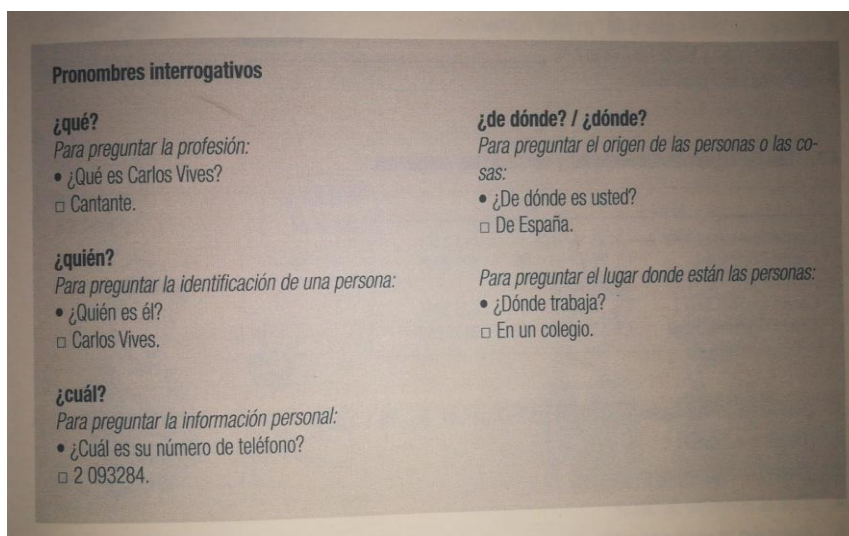 Pronombres interrogativos
¿qué?
Para preguntar la profesión:
• ¿Qué es Carlos Vives?
□ Cantante.
¿quién?
Para preguntar la identificación de una persona:
• ¿Quién es él?
□ Carlos Vives.
¿cuál?
Para preguntar la información personal:
• ¿Cuál es su número de teléfono?
□ 2 093284.
¿de dónde? / ¿dónde?
Para preguntar el origen de las personas o las co-
sas:
• ¿De dónde es usted?
□ De España.
Para preguntar el lugar donde están las personas:
• ¿Dónde trabaja?
□ En un colegio.